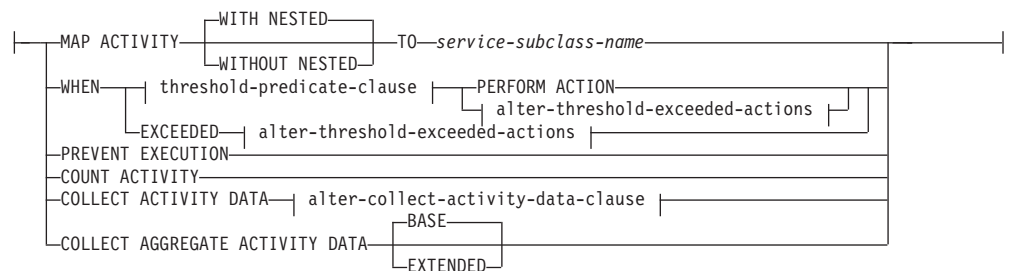 WITH NESTED
MAP ACTIVITY TO service-subclass-name
WITHOUT NESTED
WHEN threshold-predicate-clause PERFORM ACTION
alter-threshold-exceeded-actions
EXCEEDED alter-threshold-exceeded-actions
PREVENT EXECUTION
COUNT ACTIVITY
COLLECT ACTIVITY DATA alter-collect-activity-data-clause
BASE
COLLECT AGGREGATE ACTIVITY DATA
EXTENDED